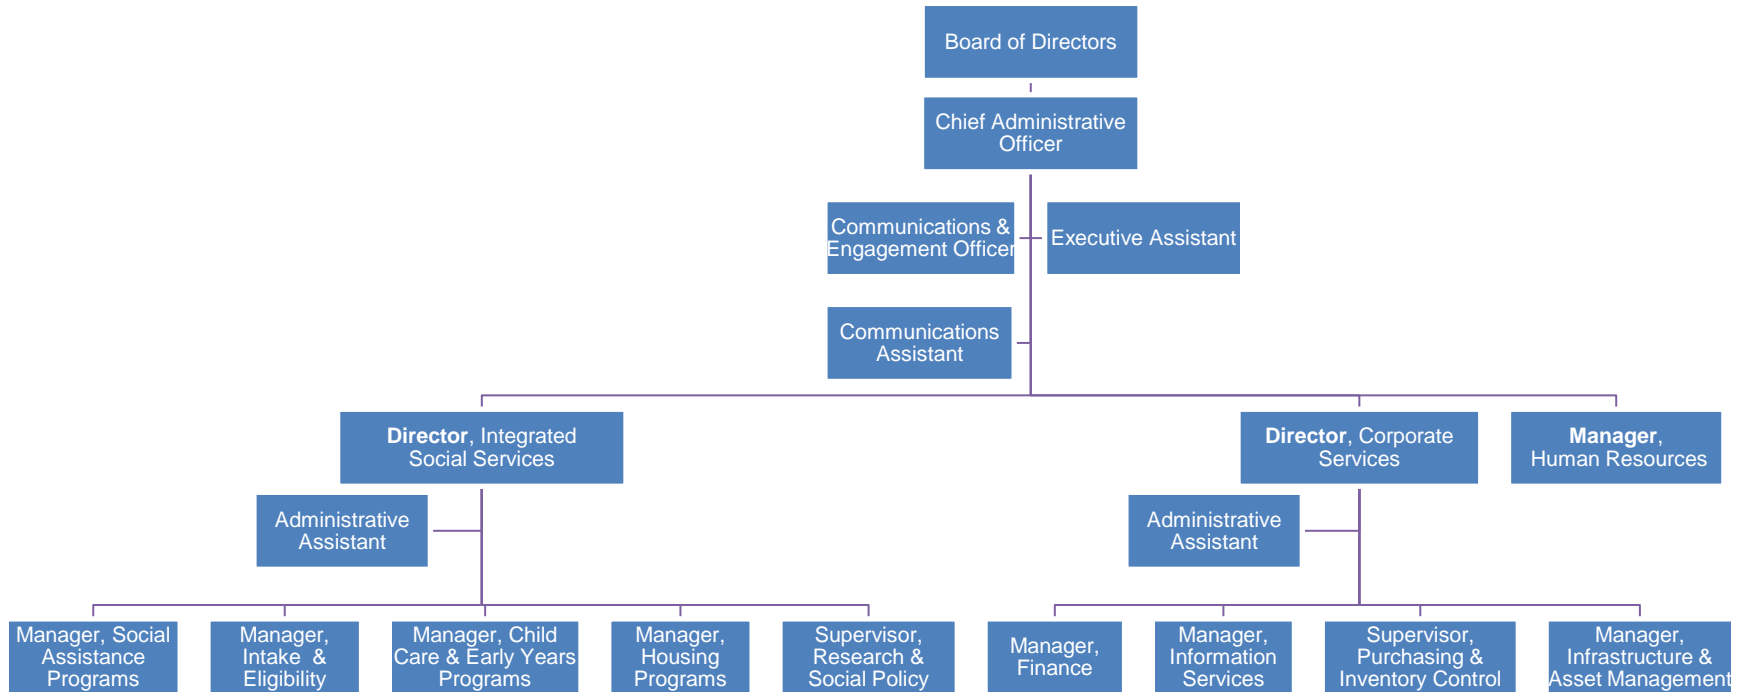 Board of Directors
Chief Administrative
Officer
Communications &
Engagement Officer
Executive Assistant
Communications
Assistant
Director, Integrated
Social Services
Director, Corporate
Services
Manager,
Human Resources
Administrative
Assistant
Administrative
Assistant
Manager, Social
Assistance
Programs
Manager,
Intake &
Eligibility
Manager, Child
Care & Early Years
Programs
Manager,
Housing
Programs
Supervisor,
Research &
Social Policy
Manager,
Finance
Manager,
Information
Services
Supervisor,
Purchasing &
Inventory Control
Manager,
Infrastructure &
Asset Management